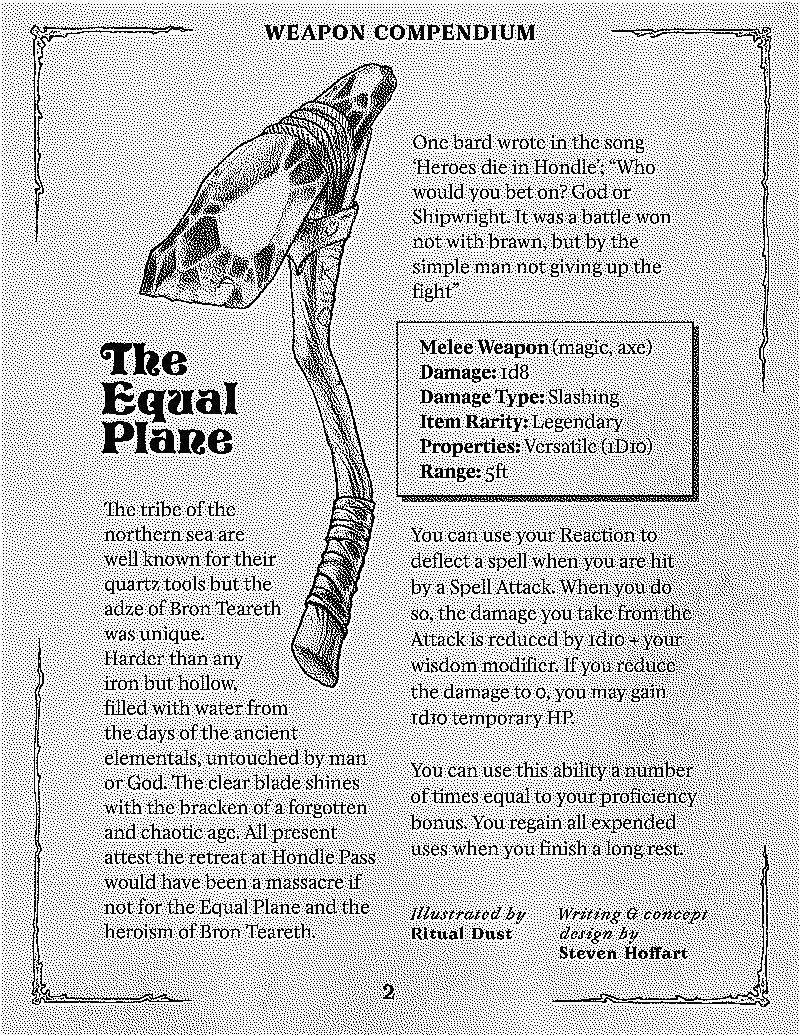 WEAPON COMPENDIUM
One bard wrote in the song
‘Heroes die in Hondle’; “Who
would you bet on? God or
Shipwright. It was a battle won
not with brawn, but by the
simple man not giving up the
fight”
The
Equal
Plane
Melee Weapon (magic, axe)
Damage: 1d8
Damage Type: Slashing
Item Rarity: Legendary
Properties: Versatile (1D10)
Range: 5ft
The tribe of the
northern sea are
well known for their
quartz tools but the
adze of Bron Teareth
was unique.
Harder than any
iron but hollow,
filled with water from
the days of the ancient
elementals, untouched by man
or God. The clear blade shines
with the bracken of a forgotten
and chaotic age. All present
attest the retreat at Hondle Pass
would have been a massacre if
not for the Equal Plane and the
heroism of Bron Teareth.
You can use your Reaction to
deflect a spell when you are hit
by a Spell Attack. When you do
so, the damage you take from the
Attack is reduced by 1d10 + your
wisdom modifier. If you reduce
the damage to 0, you may gain
1d10 temporary HP.
You can use this ability a number
of times equal to your proficiency
bonus. You regain all expended
uses when you finish a long rest.
Illustrated by
Ritual Dust
Writing & concept
design by
Steven Hoffart
2